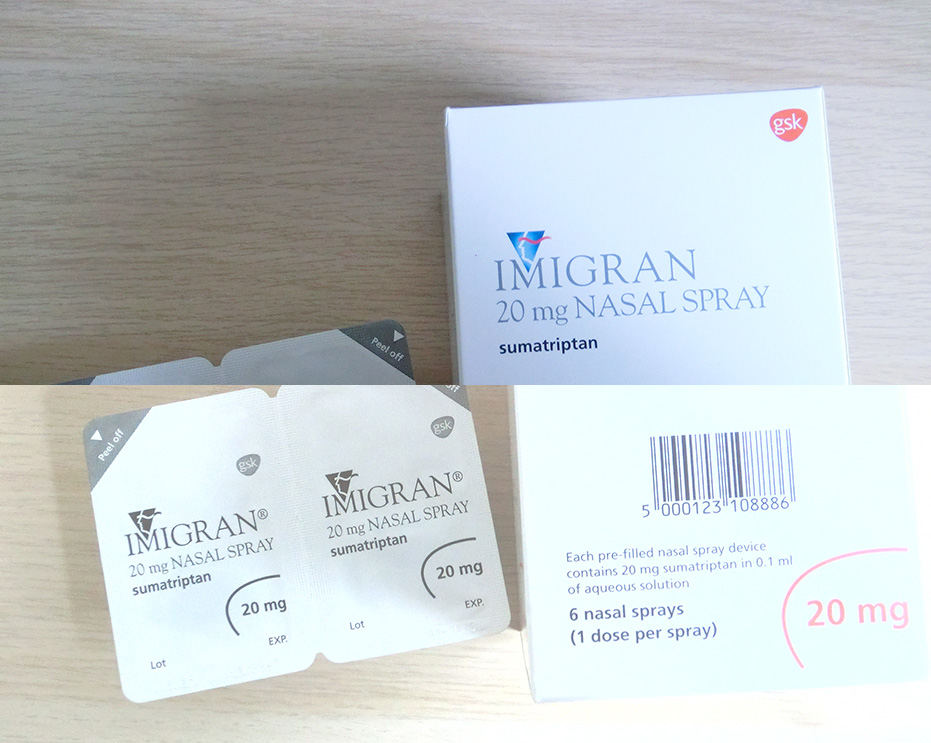 gsk
IMIGRAN
20 mg NASAL SPRAY
sumatriptan
Peel off
Peel off
gsk
IMIGRAN®
20 mg NASAL SPRAY
sumatriptan
20 mg
EXP.
Lot
off
gsk
IMIGRAN®
20 mg NASAL SPRAY
sumatriptan
20 mg
EXP.
Lot
5 000123 108886
Each pre-filled nasal spray device
contains 20 mg sumatriptan in 0.1 ml
of aqueous solution
6 nasal sprays
(1 dose per spray)
20 mg